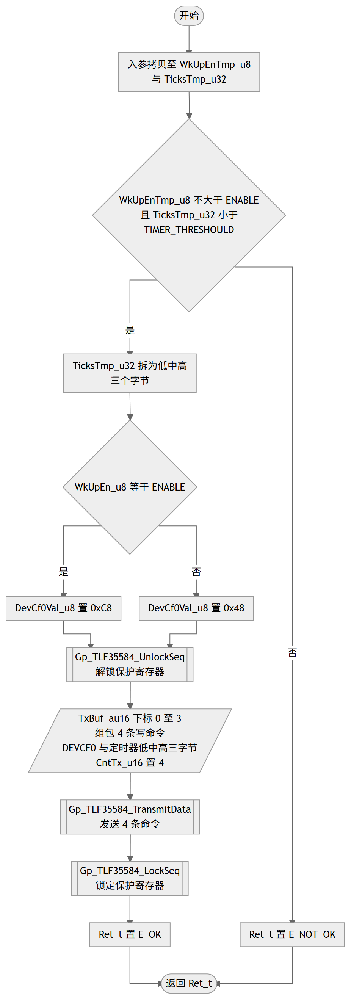 开始
入参拷贝至 WkUpEnTmp_u8
与 TicksTmp_u32
WkUpEnTmp_u8 不大于 ENABLE
且 TicksTmp_u32 小于
TIMER_THRESHOULD
是
TicksTmp_u32 拆为低中高
三个字节
WkUpEn_u8 等于 ENABLE
是
否
DevCf0Val_u8 置 0xC8
DevCf0Val_u8 置 0x48
Gp_TLF35584_UnlockSeq
解锁保护寄存器
否
TxBuf_au16 下标 0 至 3
组包 4 条写命令
DEVCF0 与定时器低中高三字节
CntTx_u16 置 4
Gp_TLF35584_TransmitData
发送 4 条命令
Gp_TLF35584_LockSeq
锁定保护寄存器
Ret_t 置 E_OK
Ret_t 置 E_NOT_OK
返回 Ret_t